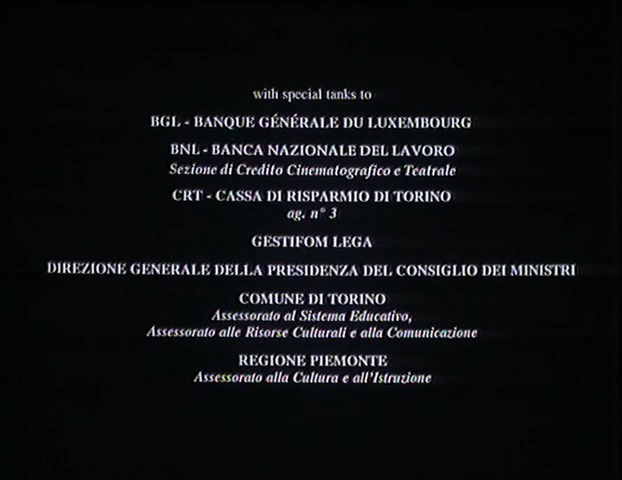 with special tanks to
BGL - BANQUE GÉNÉRALE DU LUXEMBOURG
BNL - BANCA NAZIONALE DEL LAVORO
Sezione di Credito Cinematografico e Teatrale
CRT - CASSA DI RISPARMIO DI TORINO
ag. n° 3
GESTIFOM LEGA
DIREZIONE GENERALE DELLA PRESIDENZA DEL CONSIGLIO DEI MINISTRI
COMUNE DI TORINO
Assessorato al Sistema Educativo,
Assessorato alle Risorse Culturali e alla Comunicazione
REGIONE PIEMONTE
Assessorato alla Cultura e all'Istruzione